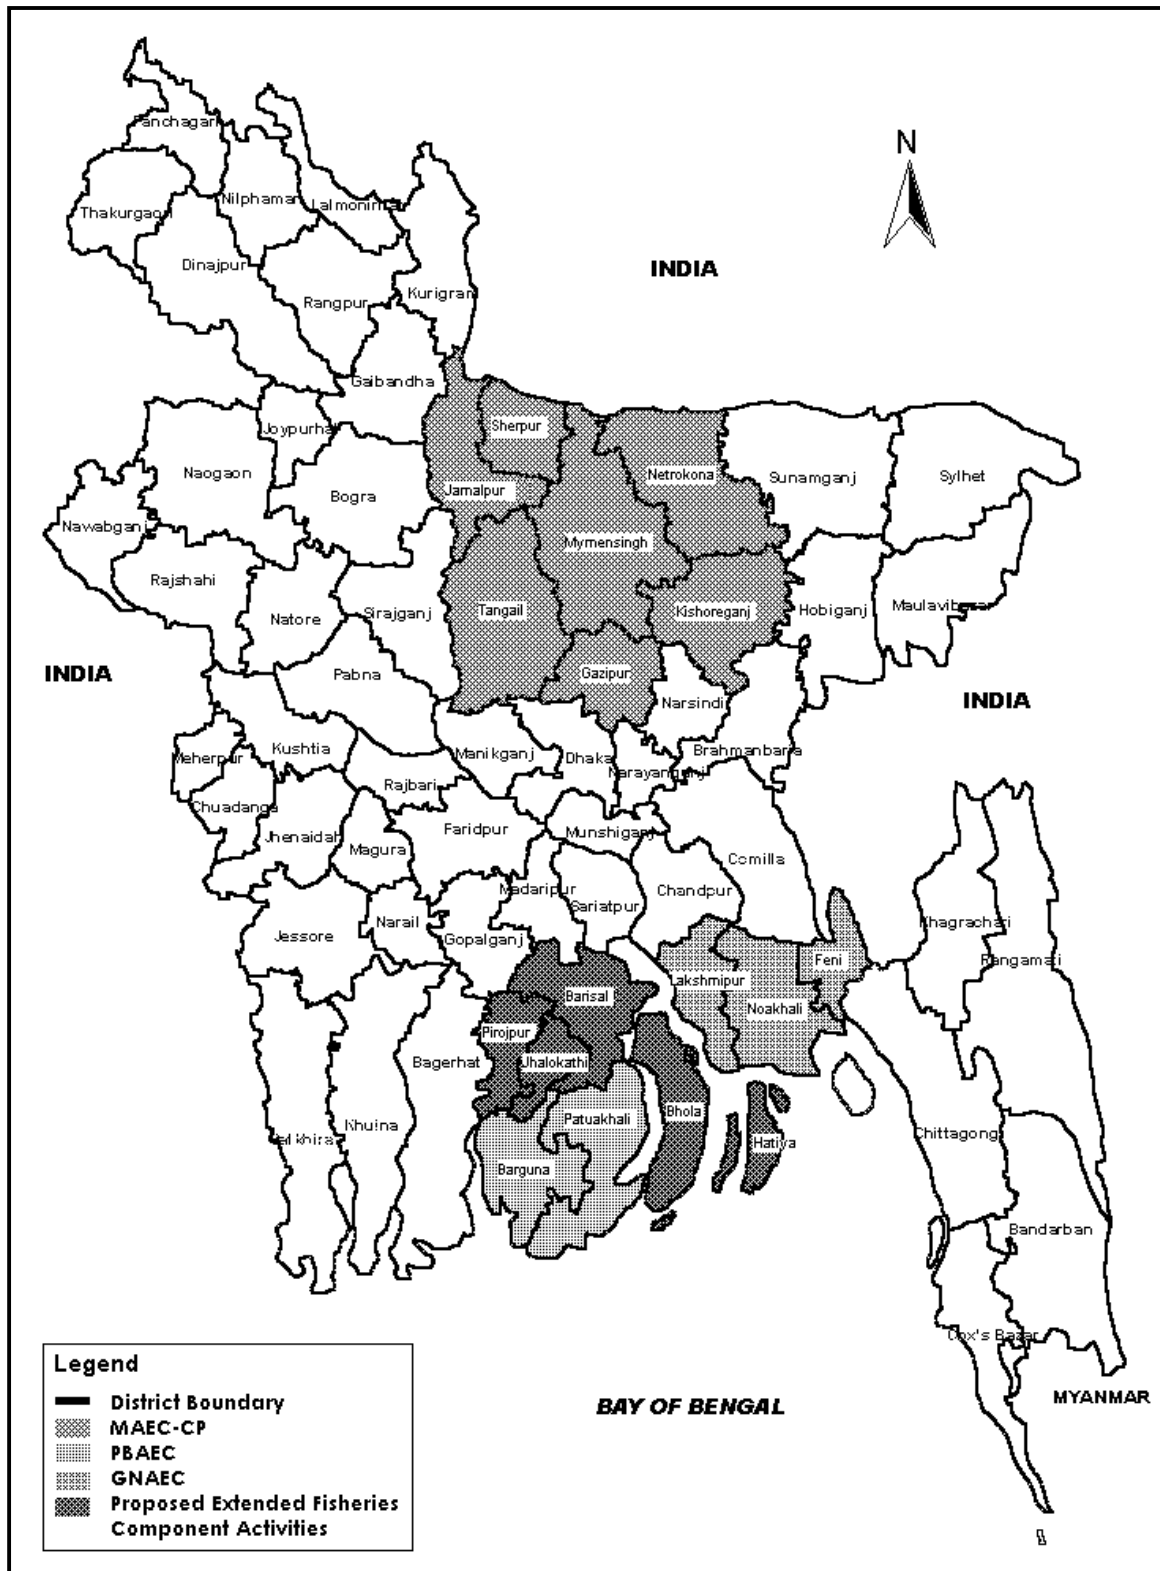 Panchagarh
N
Thakurgaon
Nilphamari
Lalmonirhat
Dinajpur
INDIA
Rangpur
Kurigram
Gaibandha
Joypurhat
Sherpur
Naogaon
Netrokona
Sunamganj
Sylhet
Bogra
Jamalpur
Nawabganj
Mymensingh
Rajshahi
Natore
Sirajganj
Tangail
Kishoreganj
Hobiganj
Maulavibazar
INDIA
Pabna
Gazipur
Narsindi
INDIA
Kushtia
Meherpur
Manikganj
Dhaka
Brahmanbaria
Narayanganj
Rajbari
Chuadanga
Jhenaidah
Magura
Faridpur
Munshiganj
Comilla
Madaripur
Sariatpur
Chandpur
Narail
Gopalganj
Jessore
Khagrachari
Rangamati
Feni
Lakshmipur
Barisal
Noakhali
Pirojpur
Jhalokathi
Bagerhat
Bhola
Patuakhali
Khulna
Hatiya
Chittagong
Barguna
Bandarban
Cox's Bazar
MYANMAR
BAY OF BENGAL
Legend
District Boundary
MAEC-CP
PBAEC
GNAEC
Proposed Extended Fisheries
Component Activities